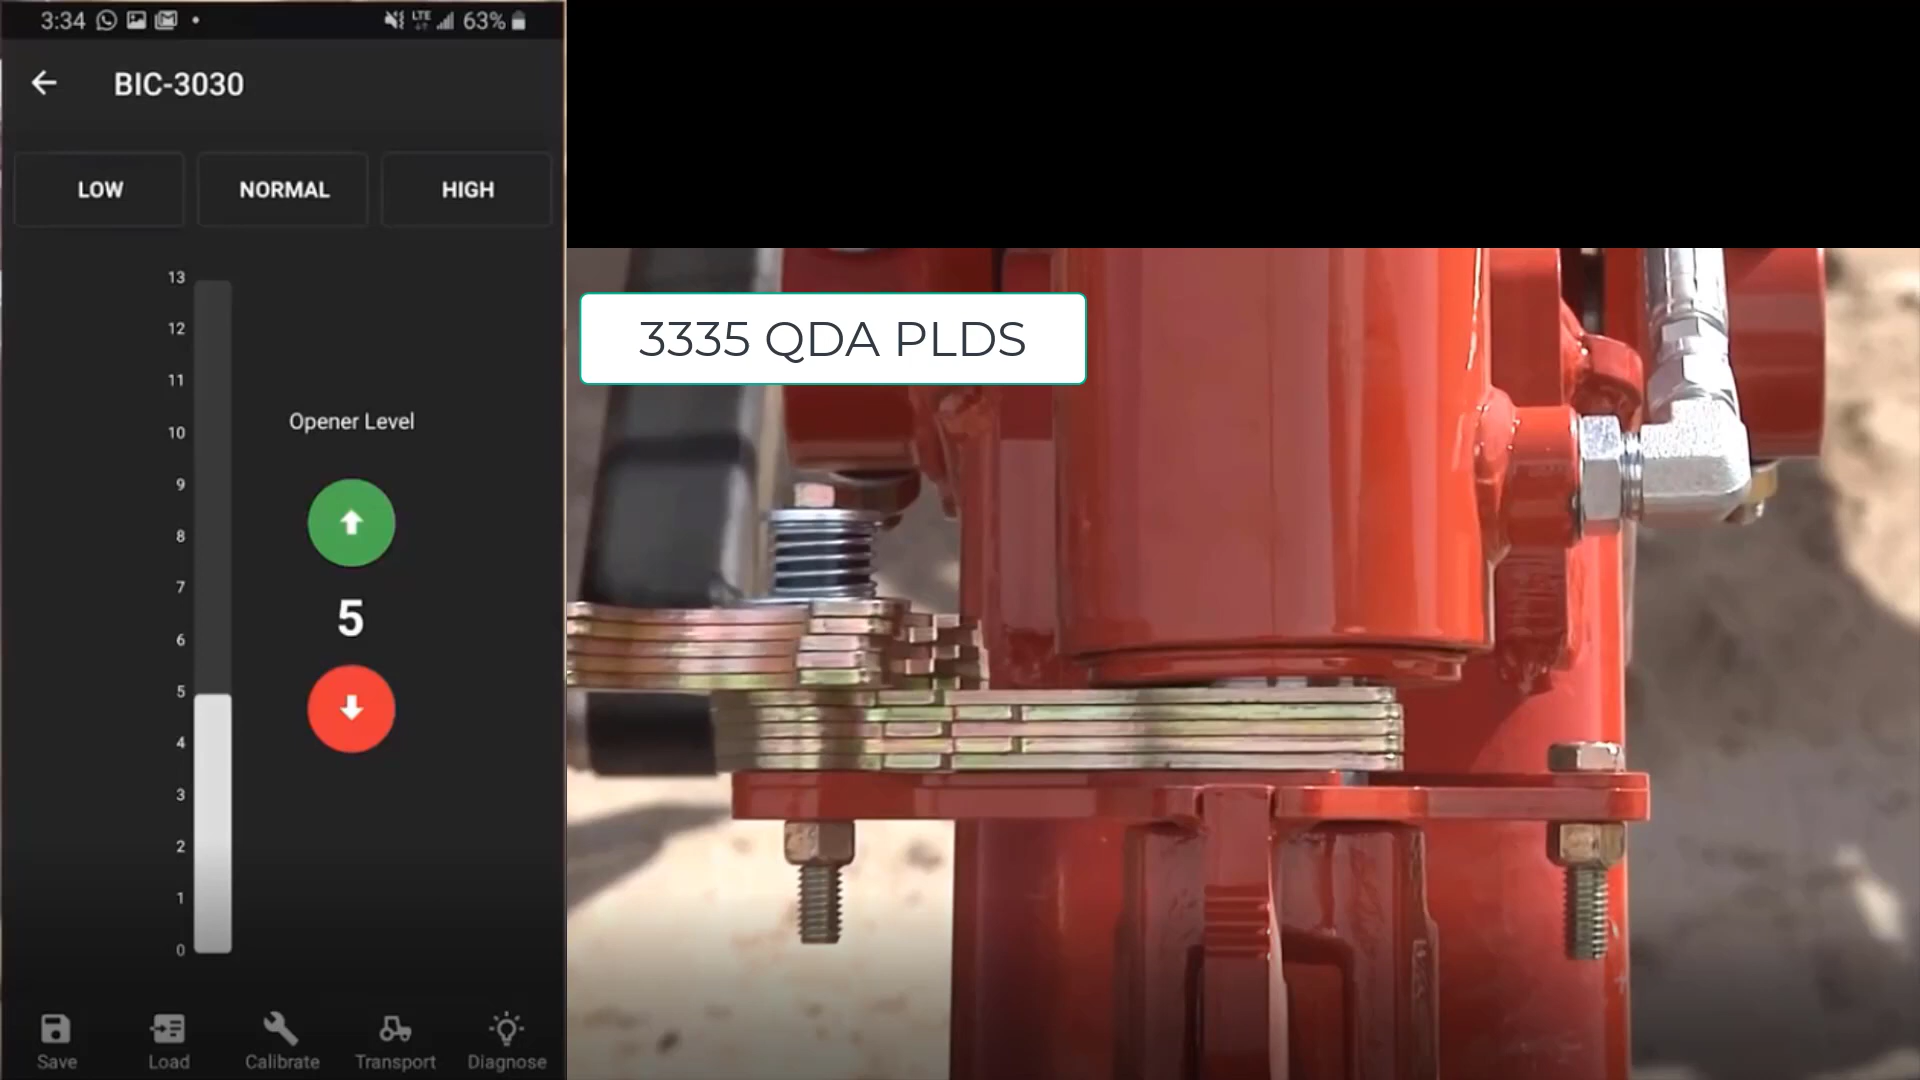 3:34 LTE 63%
BIC-3030
LOW NORMAL HIGH
13
12
11
10
9
8
7
6
5
4
3
2
1
0
Opener Level
5
Save Load Calibrate Transport Diagnose
3335 QDA PLDS